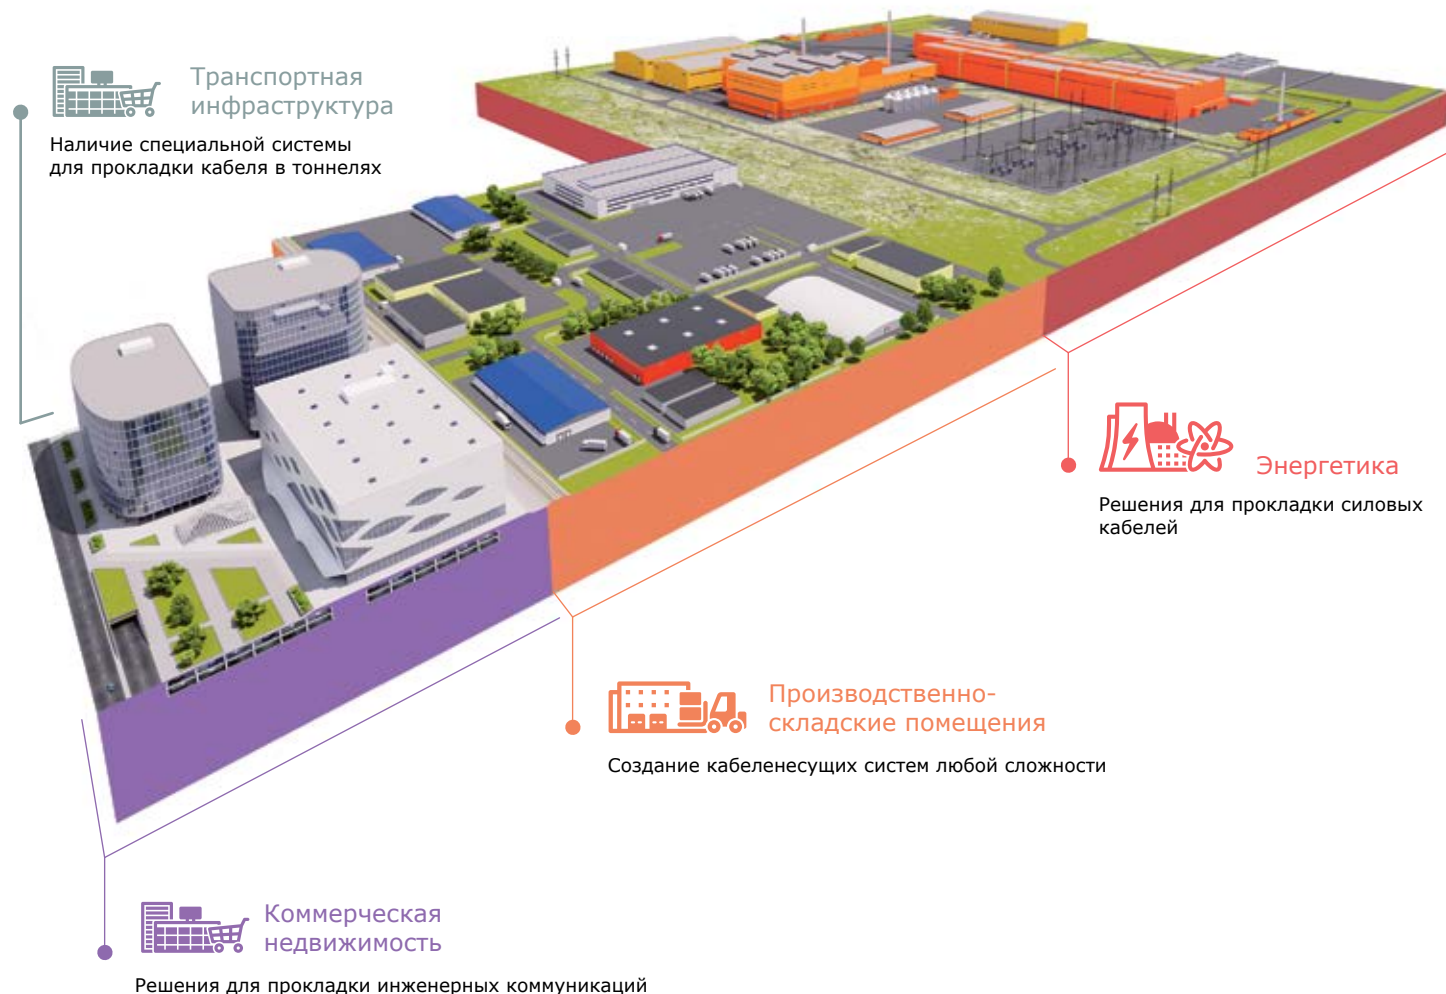 Транспортная
инфраструктура
Наличие специальной системы
для прокладки кабеля в тоннелях
Энергетика
Решения для прокладки силовых
кабелей
Производственно-
складские помещения
Создание кабеленесущих систем любой сложности
Коммерческая
недвижимость
Решения для прокладки инженерных коммуникаций